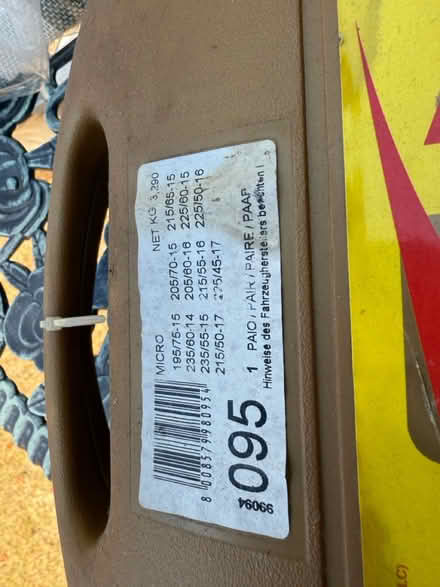 MICRO NET KG. 3,290
195/75-15 205/70-15 215/65-15
235/60-14 205/60-16 225/60-15
235/55-15 215/55-16 225/50-16
215/50-17 225/45-17
8 008579 980954
095
1 PAIO / PAIR / PAIRE / PAAR
Hinweise des Fahrzeugherstellers beachten !
99094